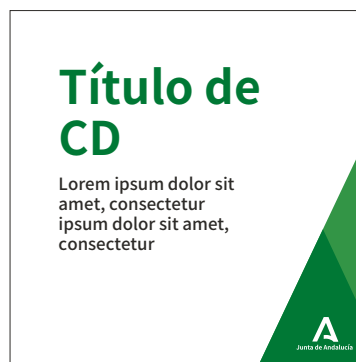 Título de
CD
Lorem ipsum dolor sit
amet, consectetur
ipsum dolor sit amet,
consectetur
Junta de Andalucía